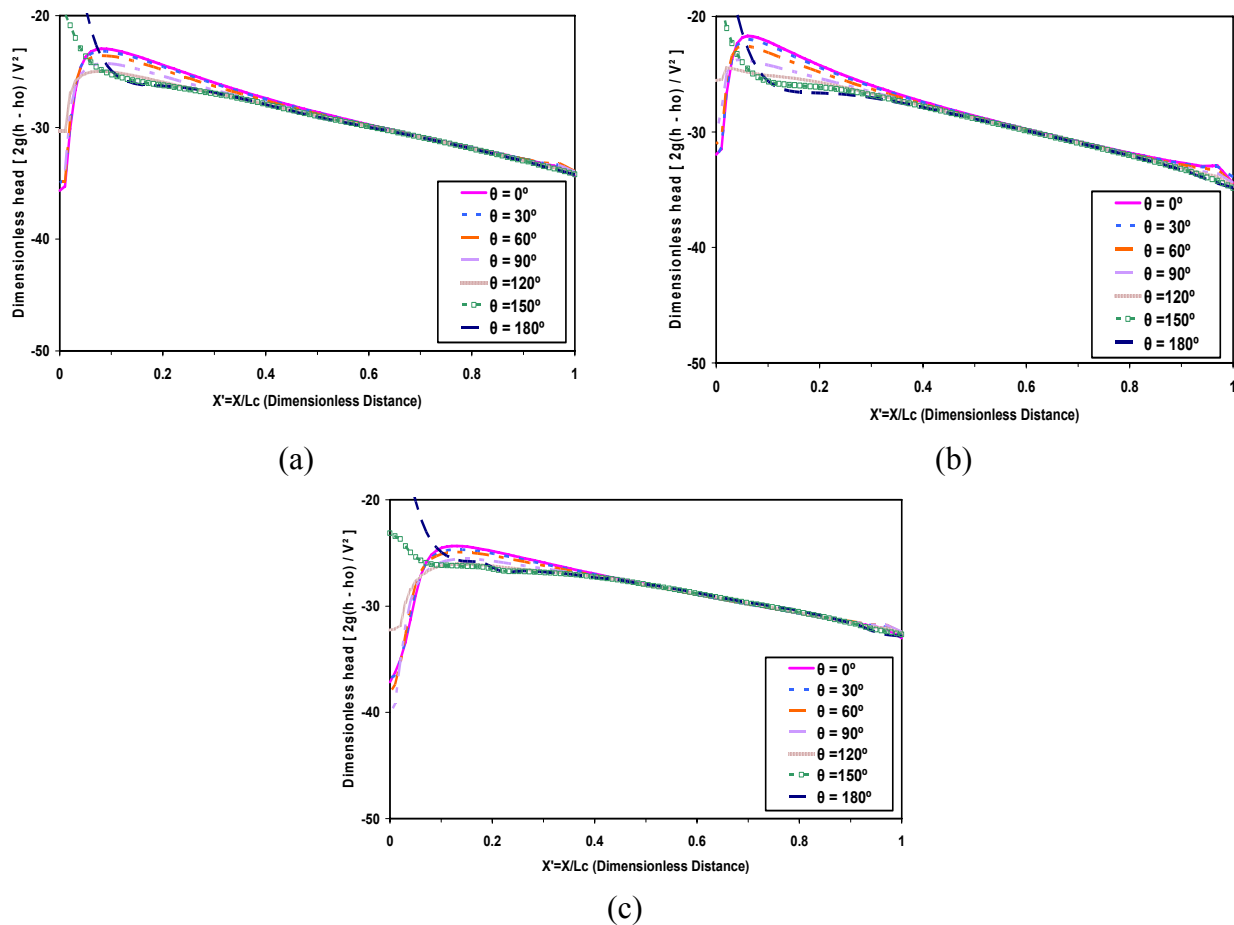 Dimensionless head [ 2g(h - ho) / V² ]
-20
-30
-40
-50
0
0.2
0.4
0.6
0.8
1
X'=X/Lc (Dimensionless Distance)
θ = 0º
θ = 30º
θ = 60º
θ = 90º
θ =120º
θ =150º
θ = 180º
(a)
Dimensionless head [ 2g(h - ho) / V² ]
-20
-30
-40
-50
0
0.2
0.4
0.6
0.8
1
X'=X/Lc (Dimensionless Distance)
θ = 0º
θ = 30º
θ = 60º
θ = 90º
θ =120º
θ =150º
θ = 180º
(b)
Dimensionless head [ 2g(h - ho) / V² ]
-20
-30
-40
-50
0
0.2
0.4
0.6
0.8
1
X'=X/Lc (Dimensionless Distance)
θ = 0º
θ = 30º
θ = 60º
θ = 90º
θ =120º
θ =150º
θ = 180º
(c)